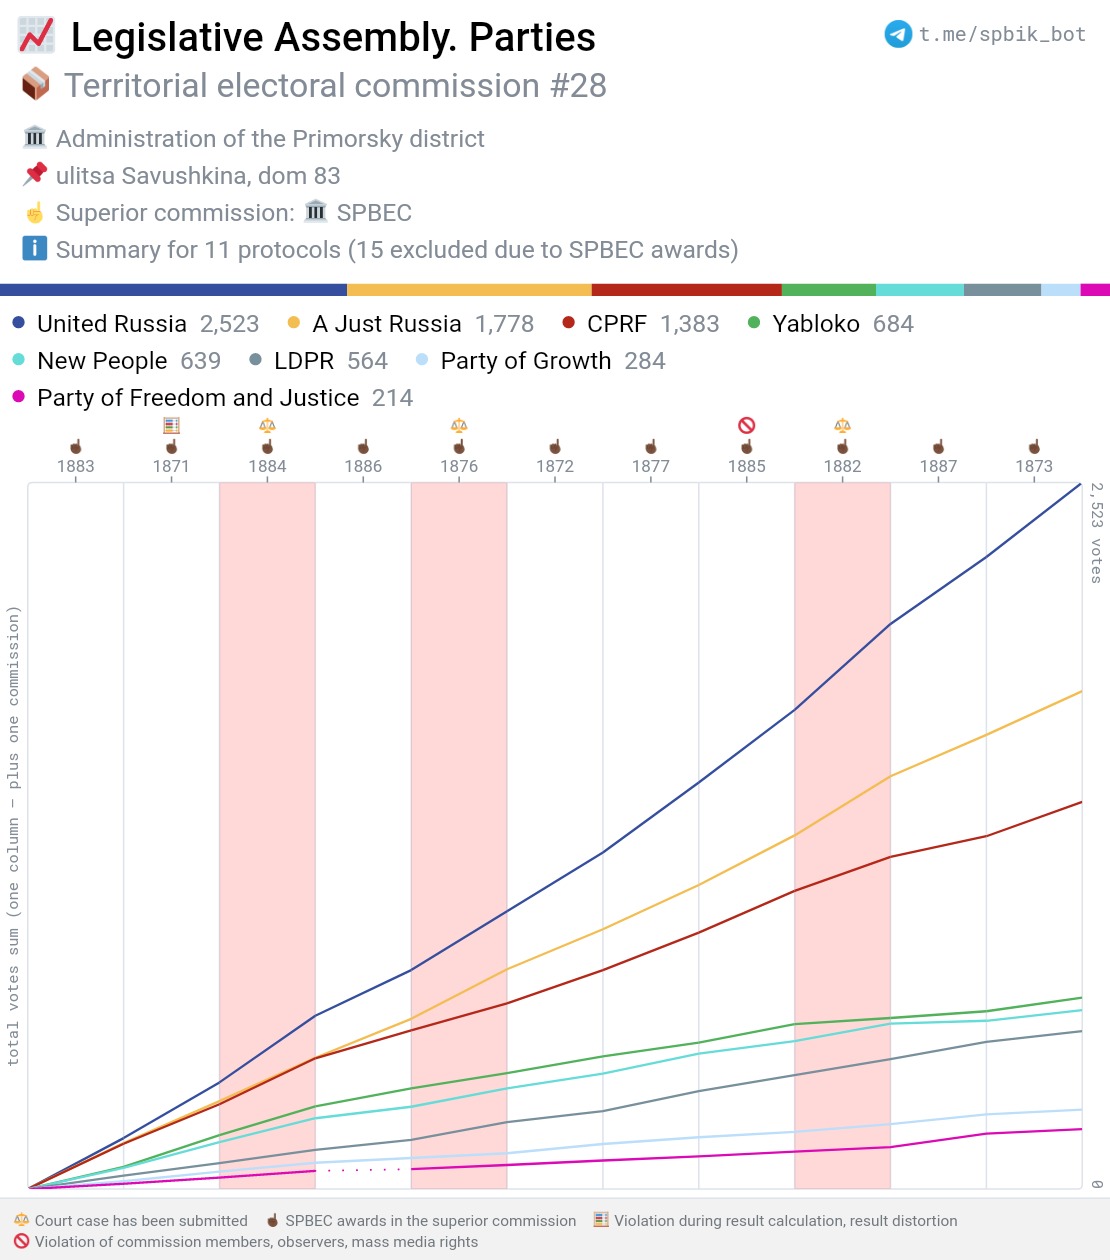 Legislative Assembly. Parties
t.me/spbik_bot
Territorial electoral commission #28
Administration of the Primorsky district
ulitsa Savushkina, dom 83
Superior commission: SPBEC
Summary for 11 protocols (15 excluded due to SPBEC awards)
United Russia 2,523 A Just Russia 1,778 CPRF 1,383 Yabloko 684
New People 639 LDPR 564 Party of Growth 284
Party of Freedom and Justice 214
1883 1871 1884 1886 1876 1872 1877 1885 1882 1887 1873
2,523 votes
total votes sum (one column – plus one commission)
0
Court case has been submitted SPBEC awards in the superior commission Violation during result calculation, result distortion
Violation of commission members, observers, mass media rights